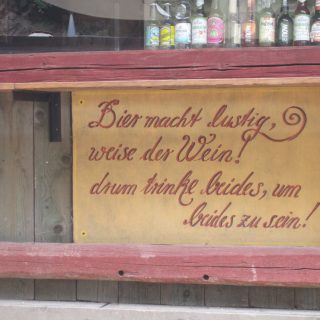 Bier macht lustig,
weise der Wein!
drum trinke beides, um
beides zu sein!